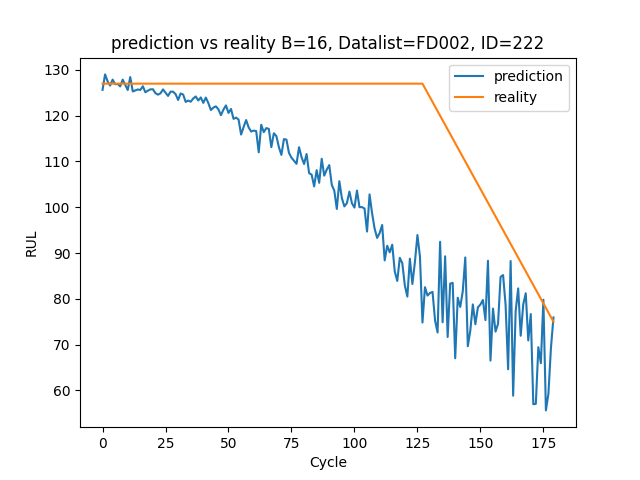 prediction vs reality B=16, Datalist=FD002, ID=222
prediction
reality
130
120
110
100
90
80
70
60
RUL
0 25 50 75 100 125 150 175
Cycle